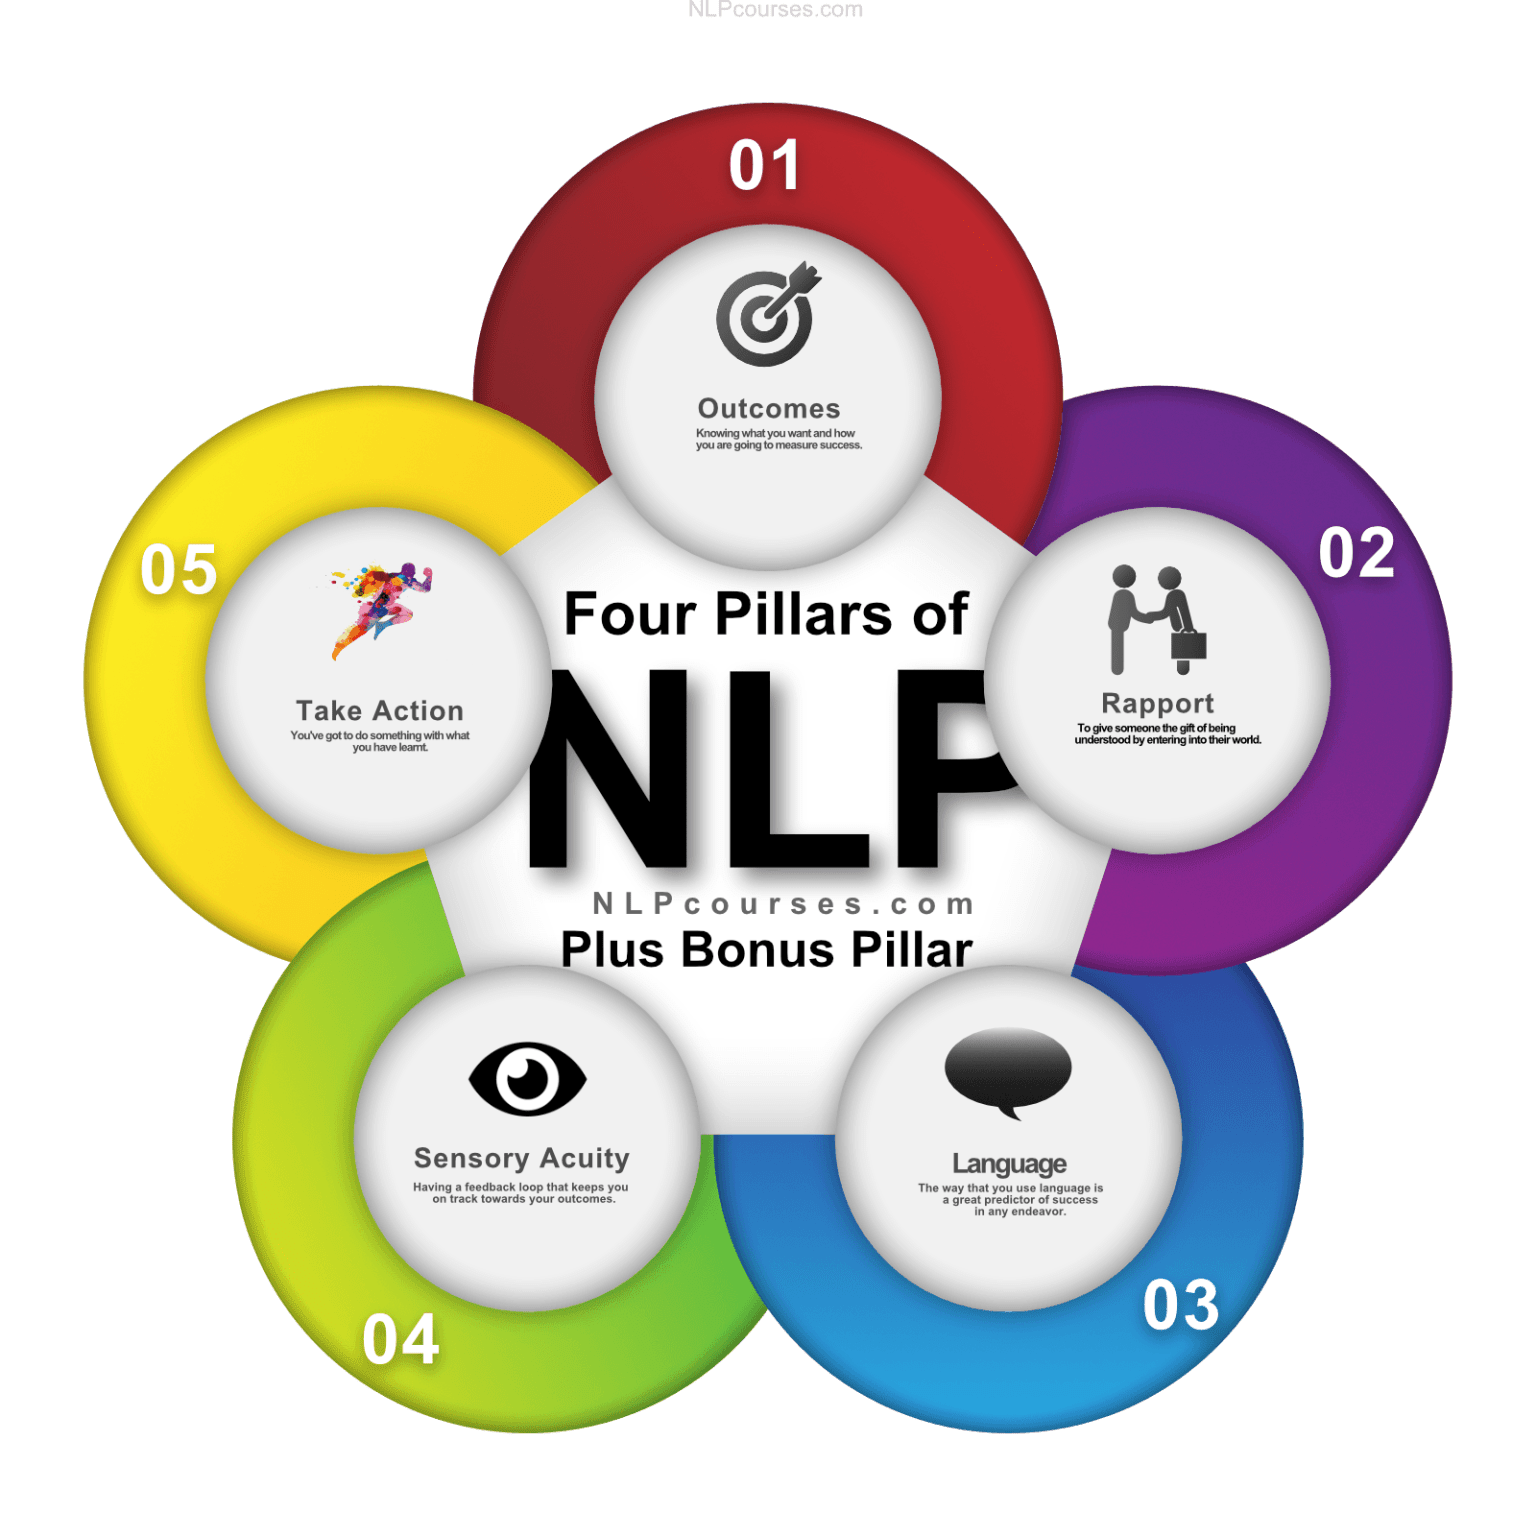 NLPcourses.com
01
Outcomes
Knowing what you want and how
you are going to measure success.
02
Rapport
To give someone the gift of being
understood by entering into their world.
03
Language
The way that you use language is
a great predictor of success
in any endeavor.
04
Sensory Acuity
Having a feedback loop that keeps you
on track towards your outcomes.
05
Take Action
You've got to do something with what
you have learnt.
Four Pillars of
NLP
NLPcourses.com
Plus Bonus Pillar